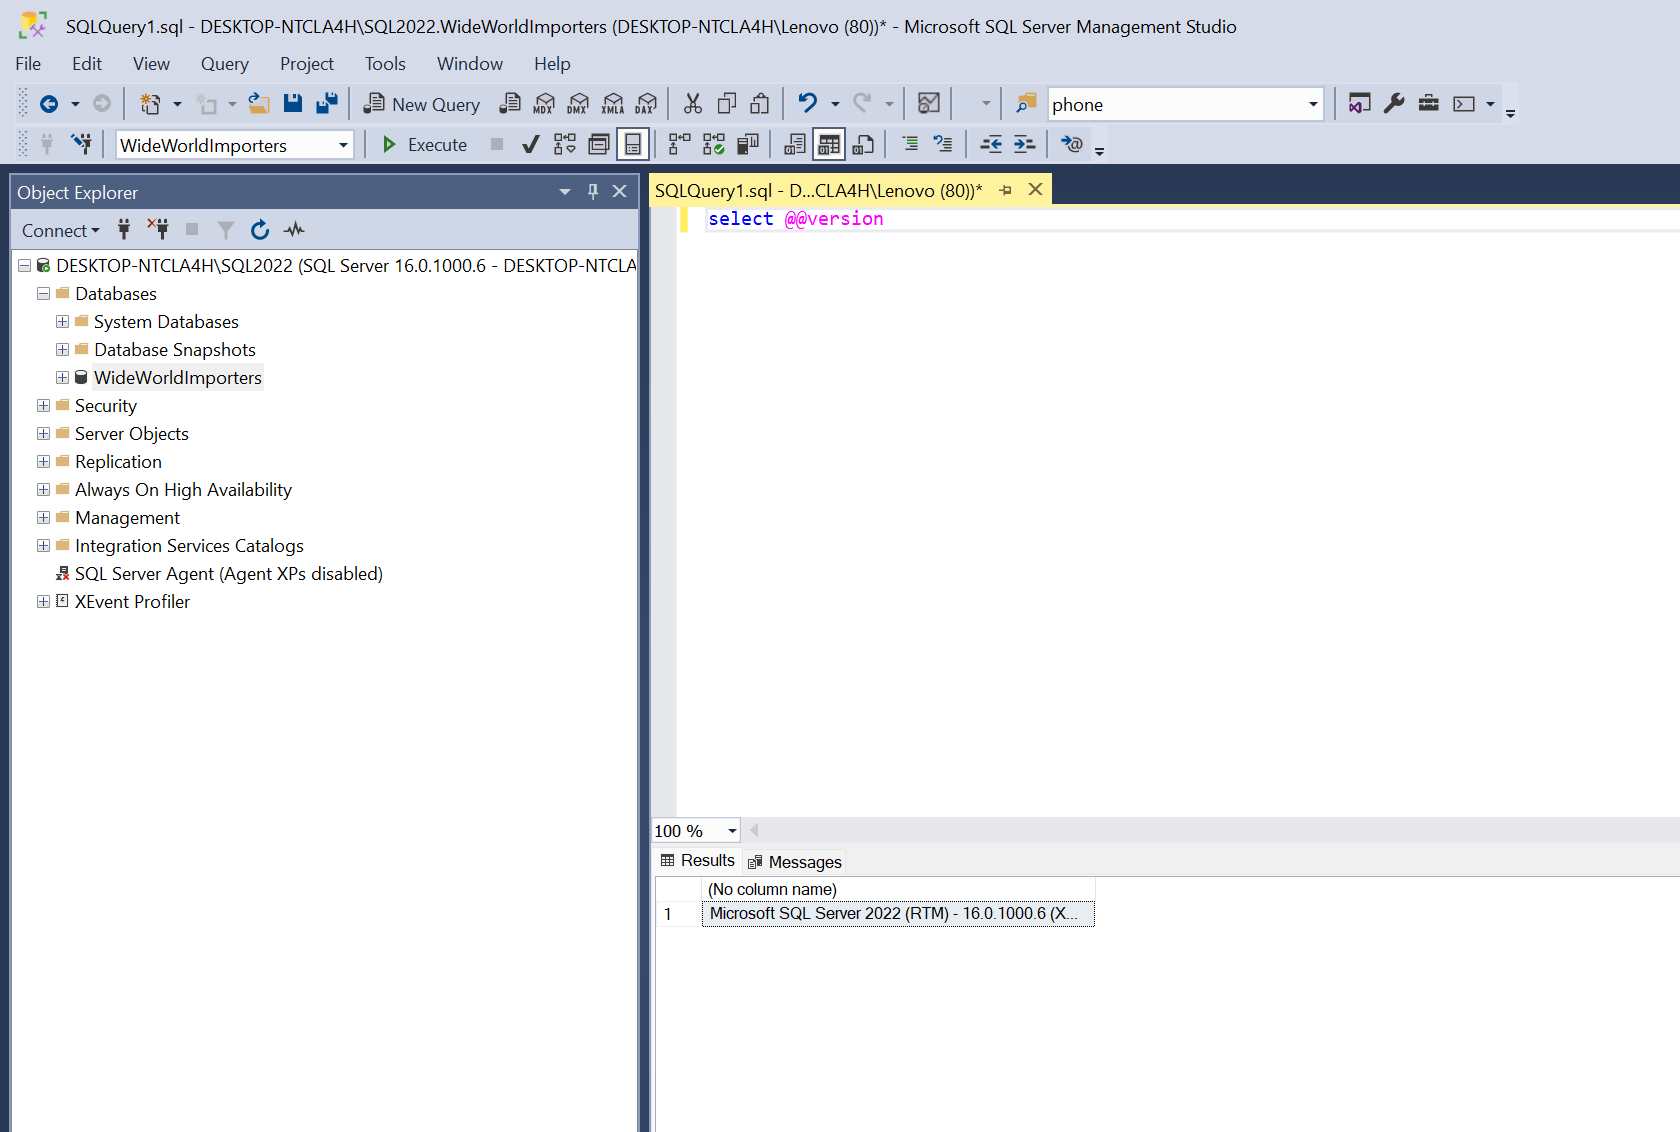 SQLQuery1.sql - DESKTOP-NTCLA4H\SQL2022.WideWorldImporters (DESKTOP-NTCLA4H\Lenovo (80))* - Microsoft SQL Server Management Studio
File Edit View Query Project Tools Window Help
New Query MDX DMX XMLA DAX phone
WideWorldImporters Execute
Object Explorer
SQLQuery1.sql - D...CLA4H\Lenovo (80))*
Connect
select @@version
DESKTOP-NTCLA4H\SQL2022 (SQL Server 16.0.1000.6 - DESKTOP-NTCLA
Databases
System Databases
Database Snapshots
WideWorldImporters
Security
Server Objects
Replication
Always On High Availability
Management
Integration Services Catalogs
SQL Server Agent (Agent XPs disabled)
XEvent Profiler
100 %
Results Messages
(No column name)
1 Microsoft SQL Server 2022 (RTM) - 16.0.1000.6 (X...